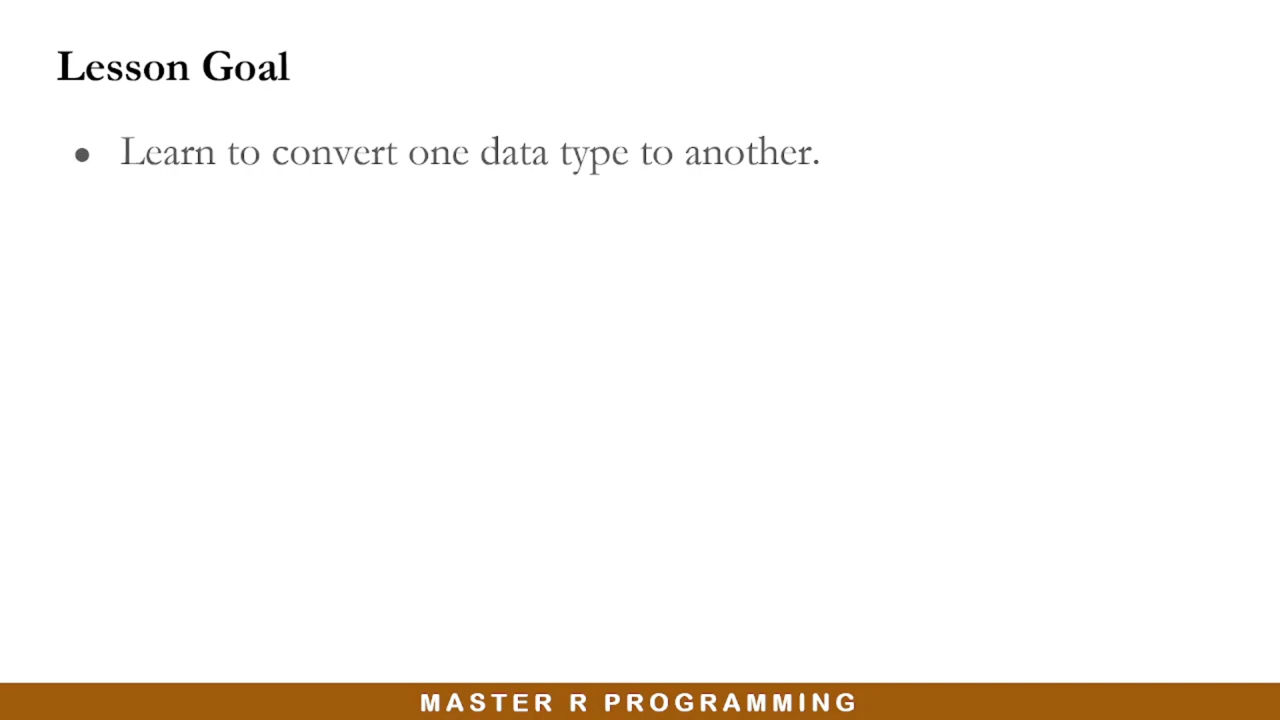 Lesson Goal
● Learn to convert one data type to another.
MASTER R PROGRAMMING